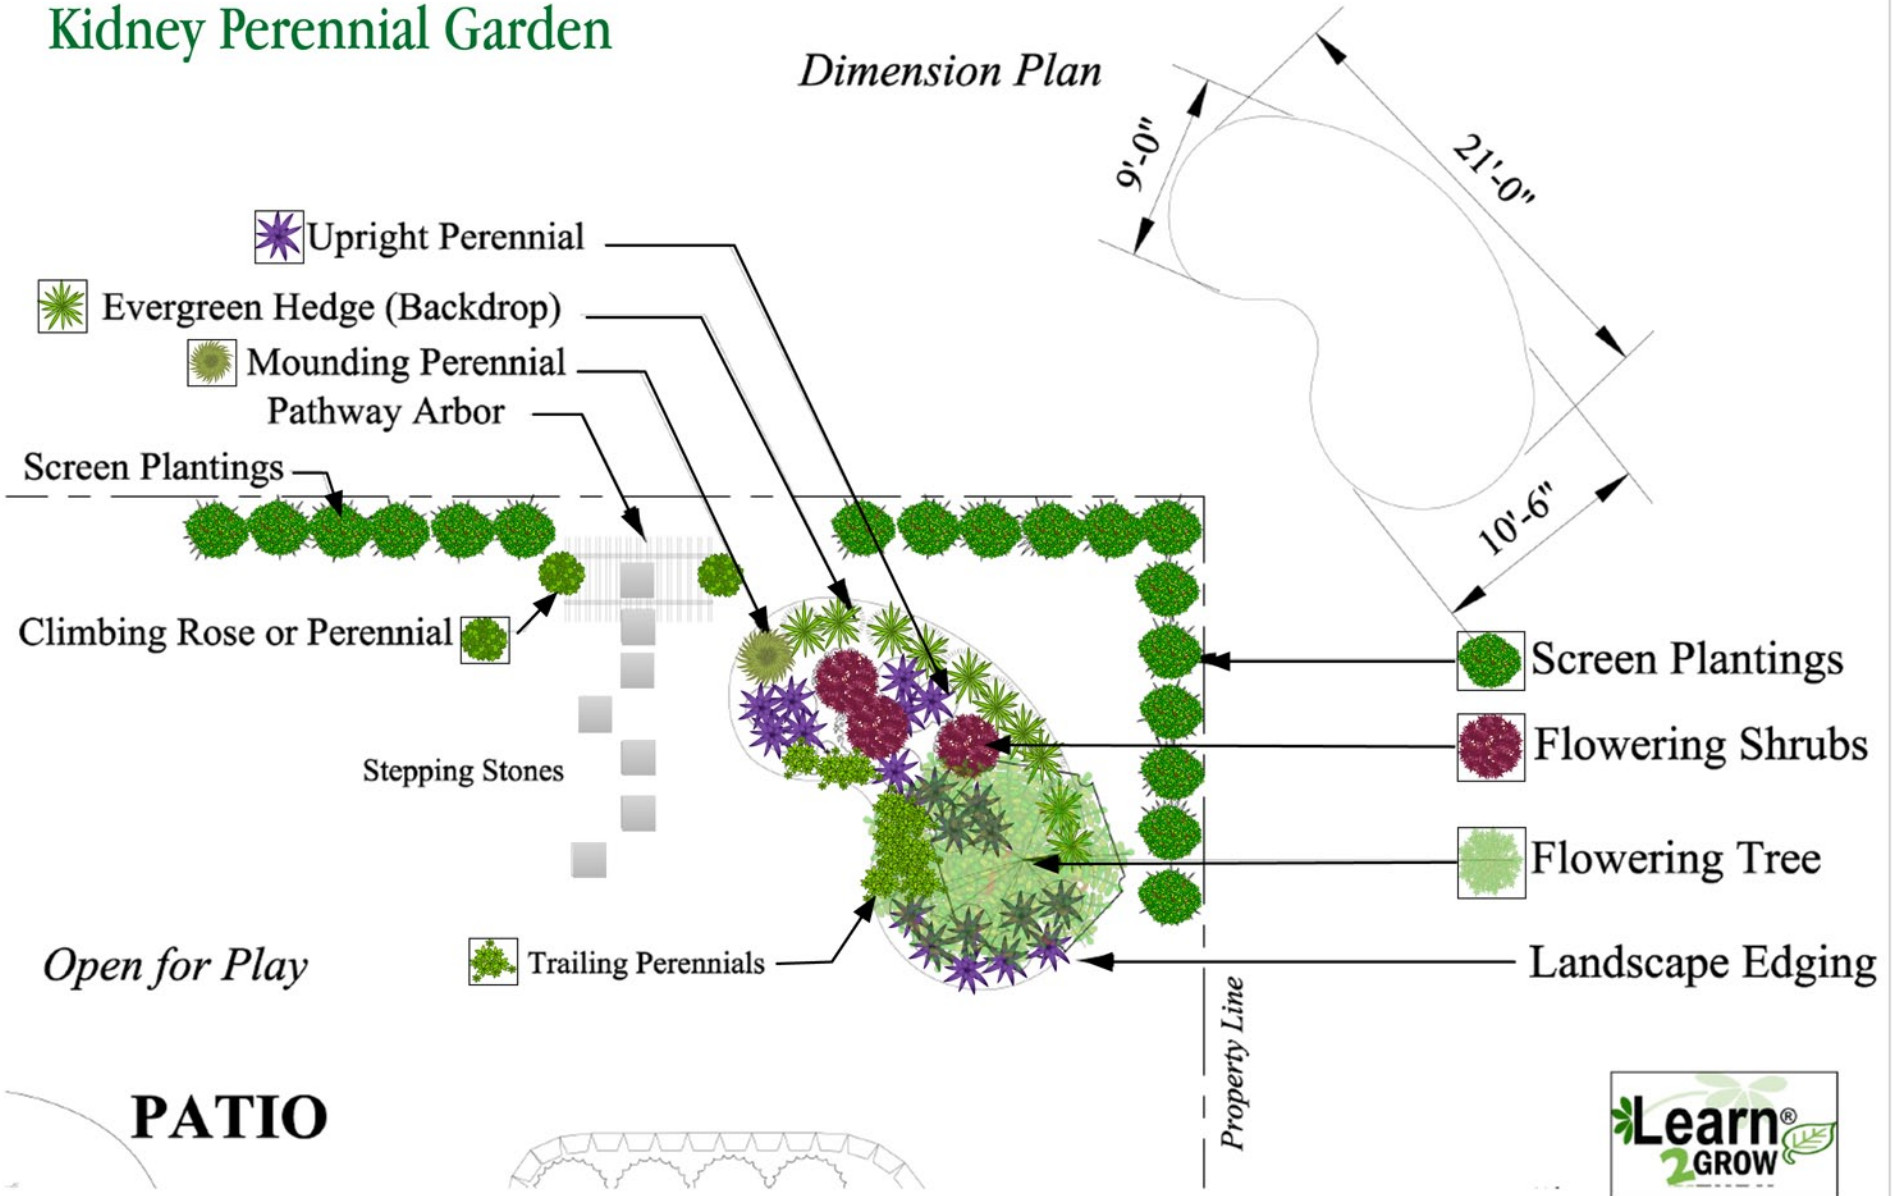 Kidney Perennial Garden
Dimension Plan
9'-0"
21'-0"
10'-6"
Upright Perennial
Evergreen Hedge (Backdrop)
Mounding Perennial
Pathway Arbor
Screen Plantings
Climbing Rose or Perennial
Stepping Stones
Screen Plantings
Flowering Shrubs
Flowering Tree
Landscape Edging
Trailing Perennials
Open for Play
Property Line
PATIO
Learn®
2GROW